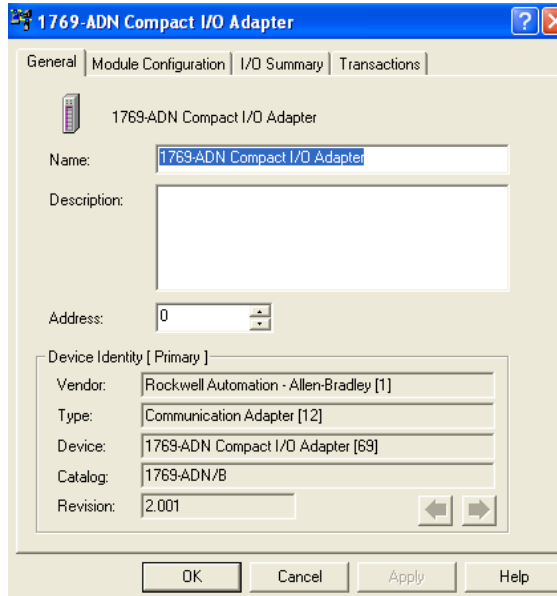 1769-ADN Compact I/O Adapter
General Module Configuration I/O Summary Transactions
1769-ADN Compact I/O Adapter
Name: 1769-ADN Compact I/O Adapter
Description:
Address: 0
Device Identity [ Primary ]
Vendor: Rockwell Automation - Allen-Bradley [1]
Type: Communication Adapter [12]
Device: 1769-ADN Compact I/O Adapter [69]
Catalog: 1769-ADN/B
Revision: 2.001
OK Cancel Apply Help